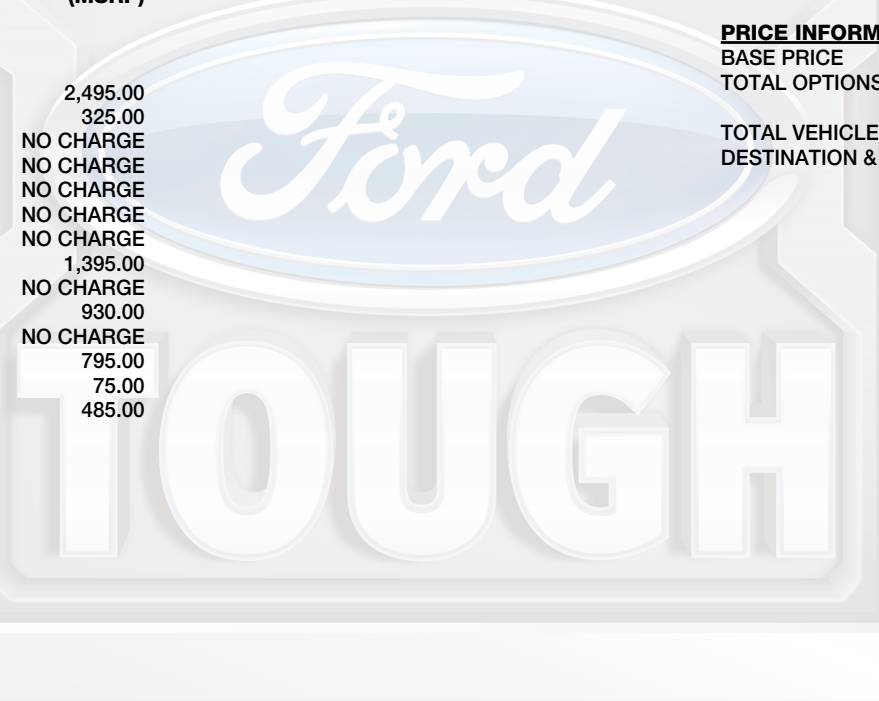 (MSRP)
2,495.00
325.00
NO CHARGE
NO CHARGE
NO CHARGE
NO CHARGE
NO CHARGE
1,395.00
NO CHARGE
930.00
NO CHARGE
795.00
75.00
485.00
PRICE INFORM
BASE PRICE
TOTAL OPTIONS
TOTAL VEHICLE
DESTINATION &
Ford
TOUGH